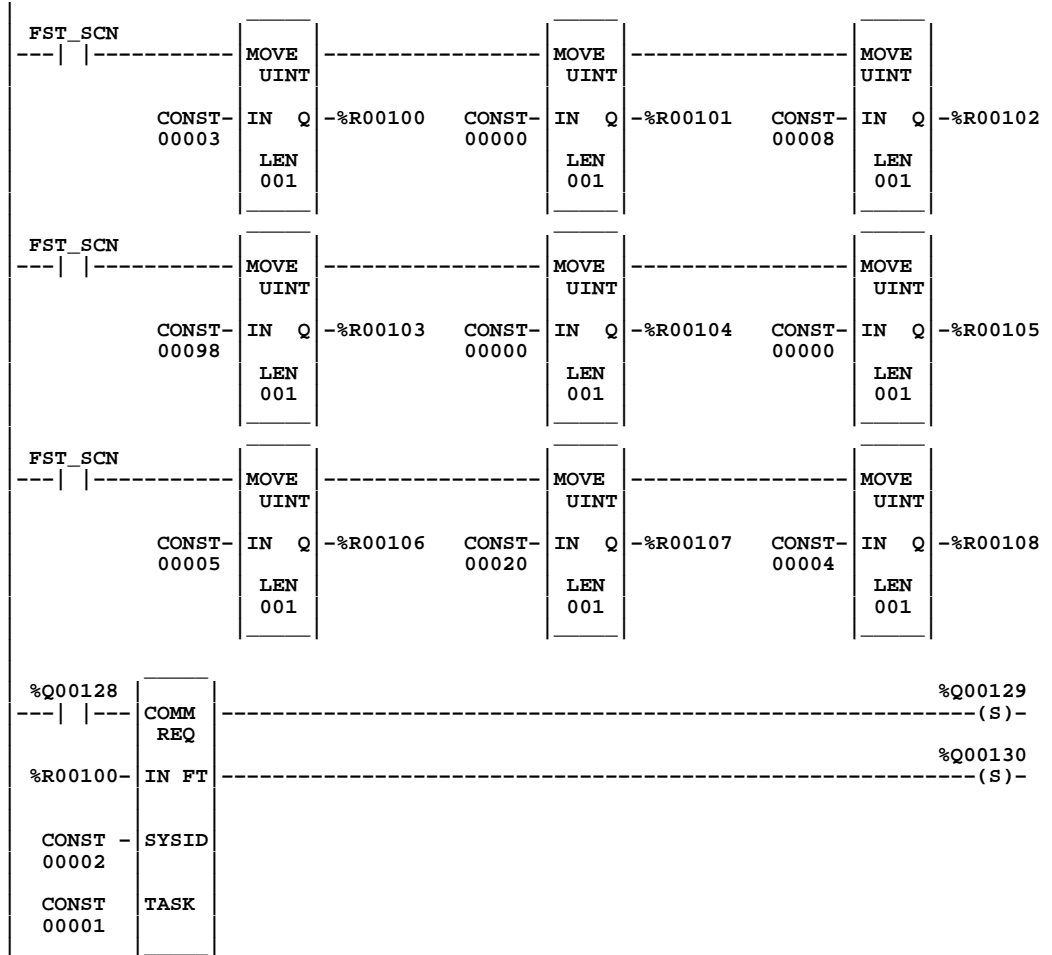 FST_SCN
MOVE MOVE MOVE
UINT UINT UINT
CONST- IN Q -%R00100 CONST- IN Q -%R00101 CONST- IN Q -%R00102
00003 00000 00008
LEN LEN LEN
001 001 001
FST_SCN
MOVE MOVE MOVE
UINT UINT UINT
CONST- IN Q -%R00103 CONST- IN Q -%R00104 CONST- IN Q -%R00105
00098 00000 00000
LEN LEN LEN
001 001 001
FST_SCN
MOVE MOVE MOVE
UINT UINT UINT
CONST- IN Q -%R00106 CONST- IN Q -%R00107 CONST- IN Q -%R00108
00005 00020 00004
LEN LEN LEN
001 001 001
%Q00128 %Q00129
COMM (S)-
REQ
%Q00130
%R00100- IN FT (S)-
CONST - SYSID
00002
CONST TASK
00001